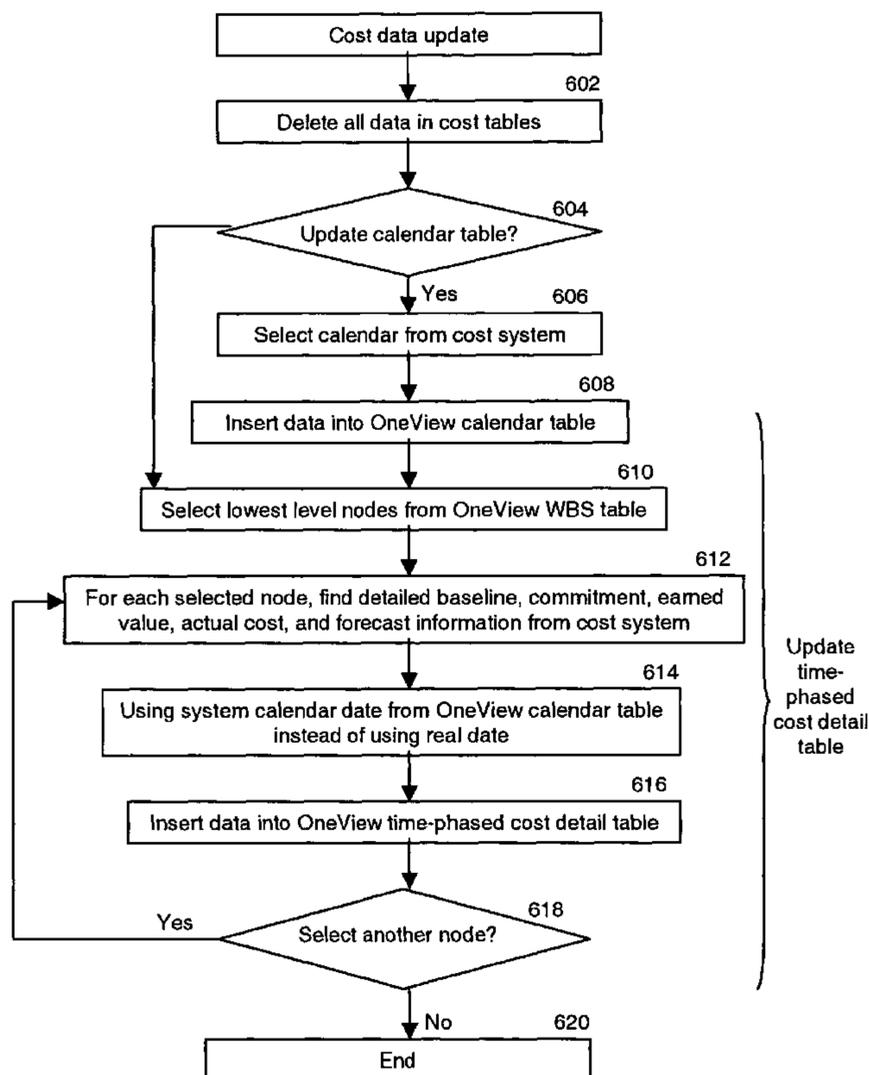 Cost data update
602
Delete all data in cost tables
604
Update calendar table?
Yes
606
Select calendar from cost system
608
Insert data into OneView calendar table
610
Select lowest level nodes from OneView WBS table
612
For each selected node, find detailed baseline, commitment, earned
value, actual cost, and forecast information from cost system
614
Using system calendar date from OneView calendar table
instead of using real date
616
Insert data into OneView time-phased cost detail table
618
Select another node?
Yes
No
620
End
Update
time-
phased
cost detail
table